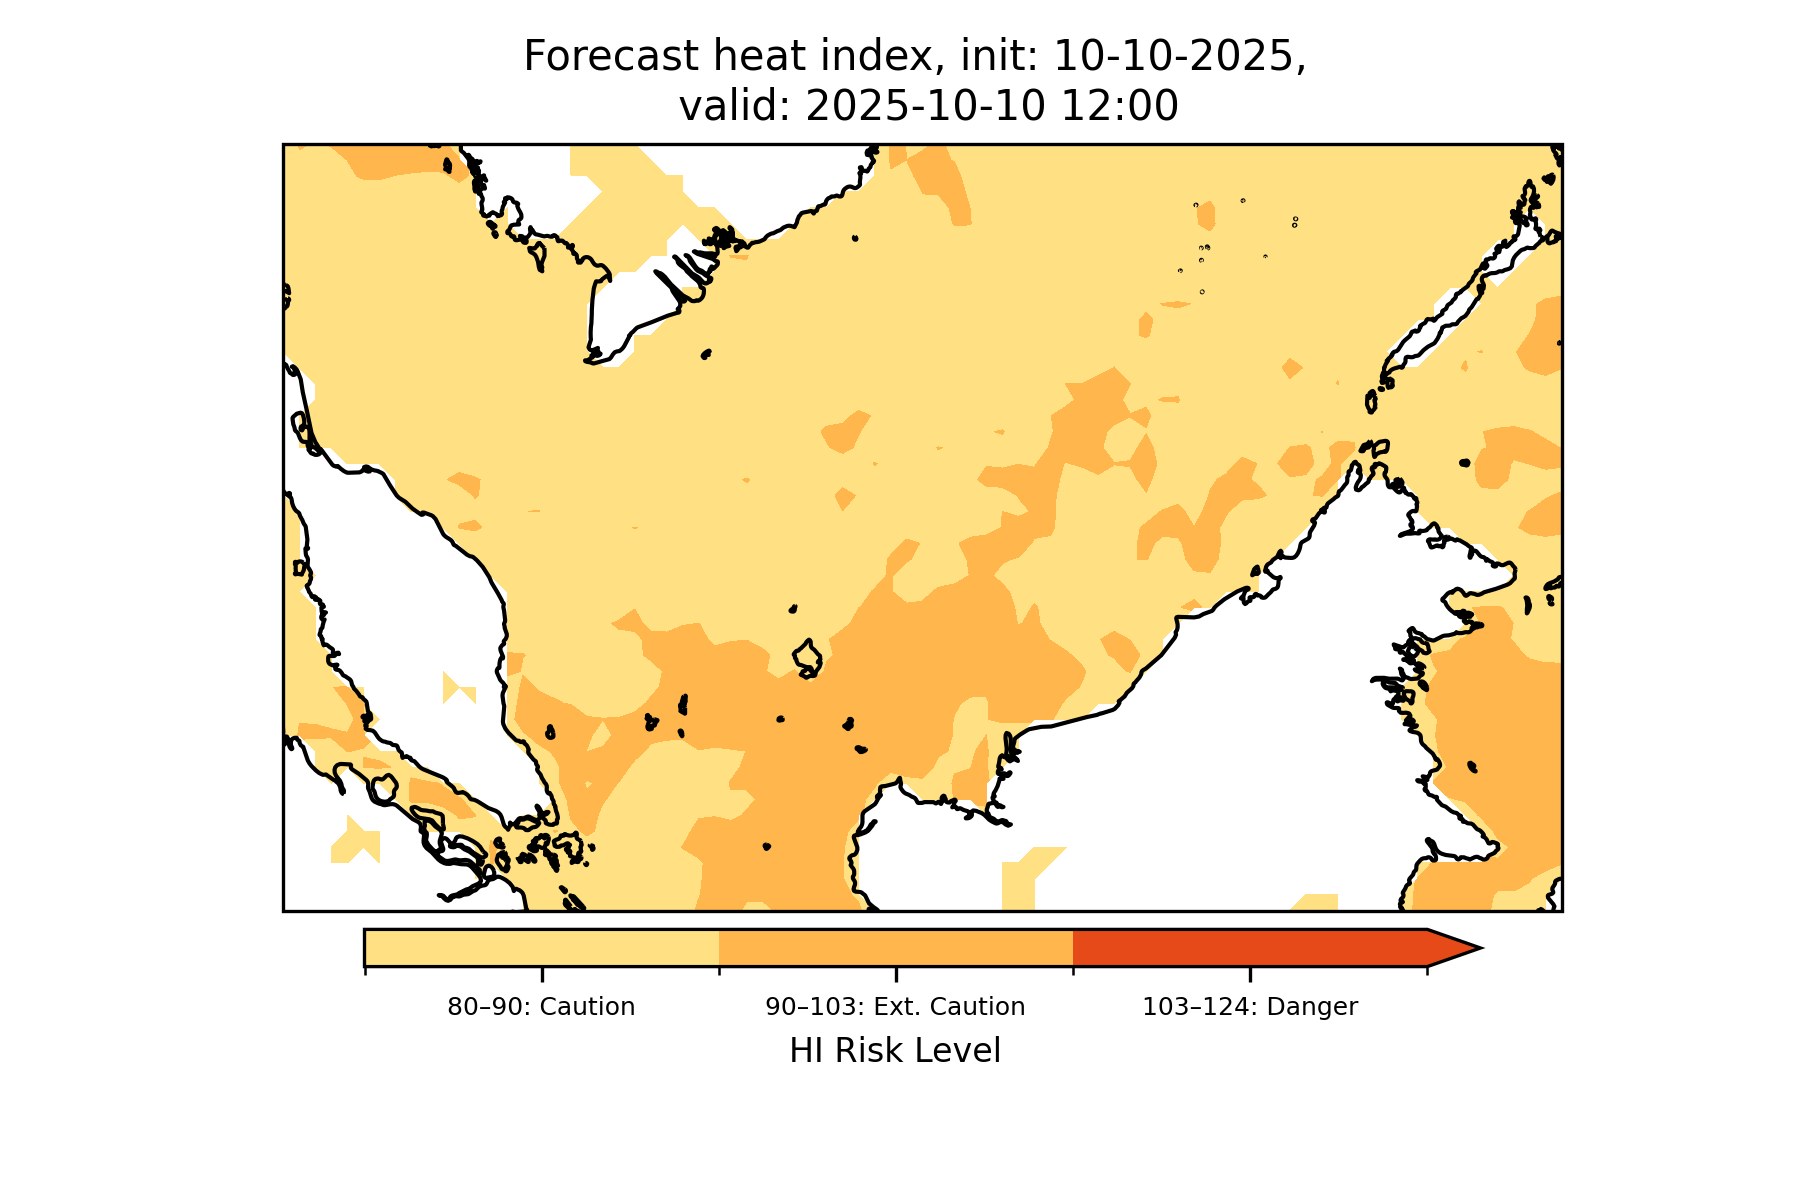 Forecast heat index, init: 10-10-2025,
valid: 2025-10-10 12:00
80–90: Caution
90–103: Ext. Caution
103–124: Danger
HI Risk Level